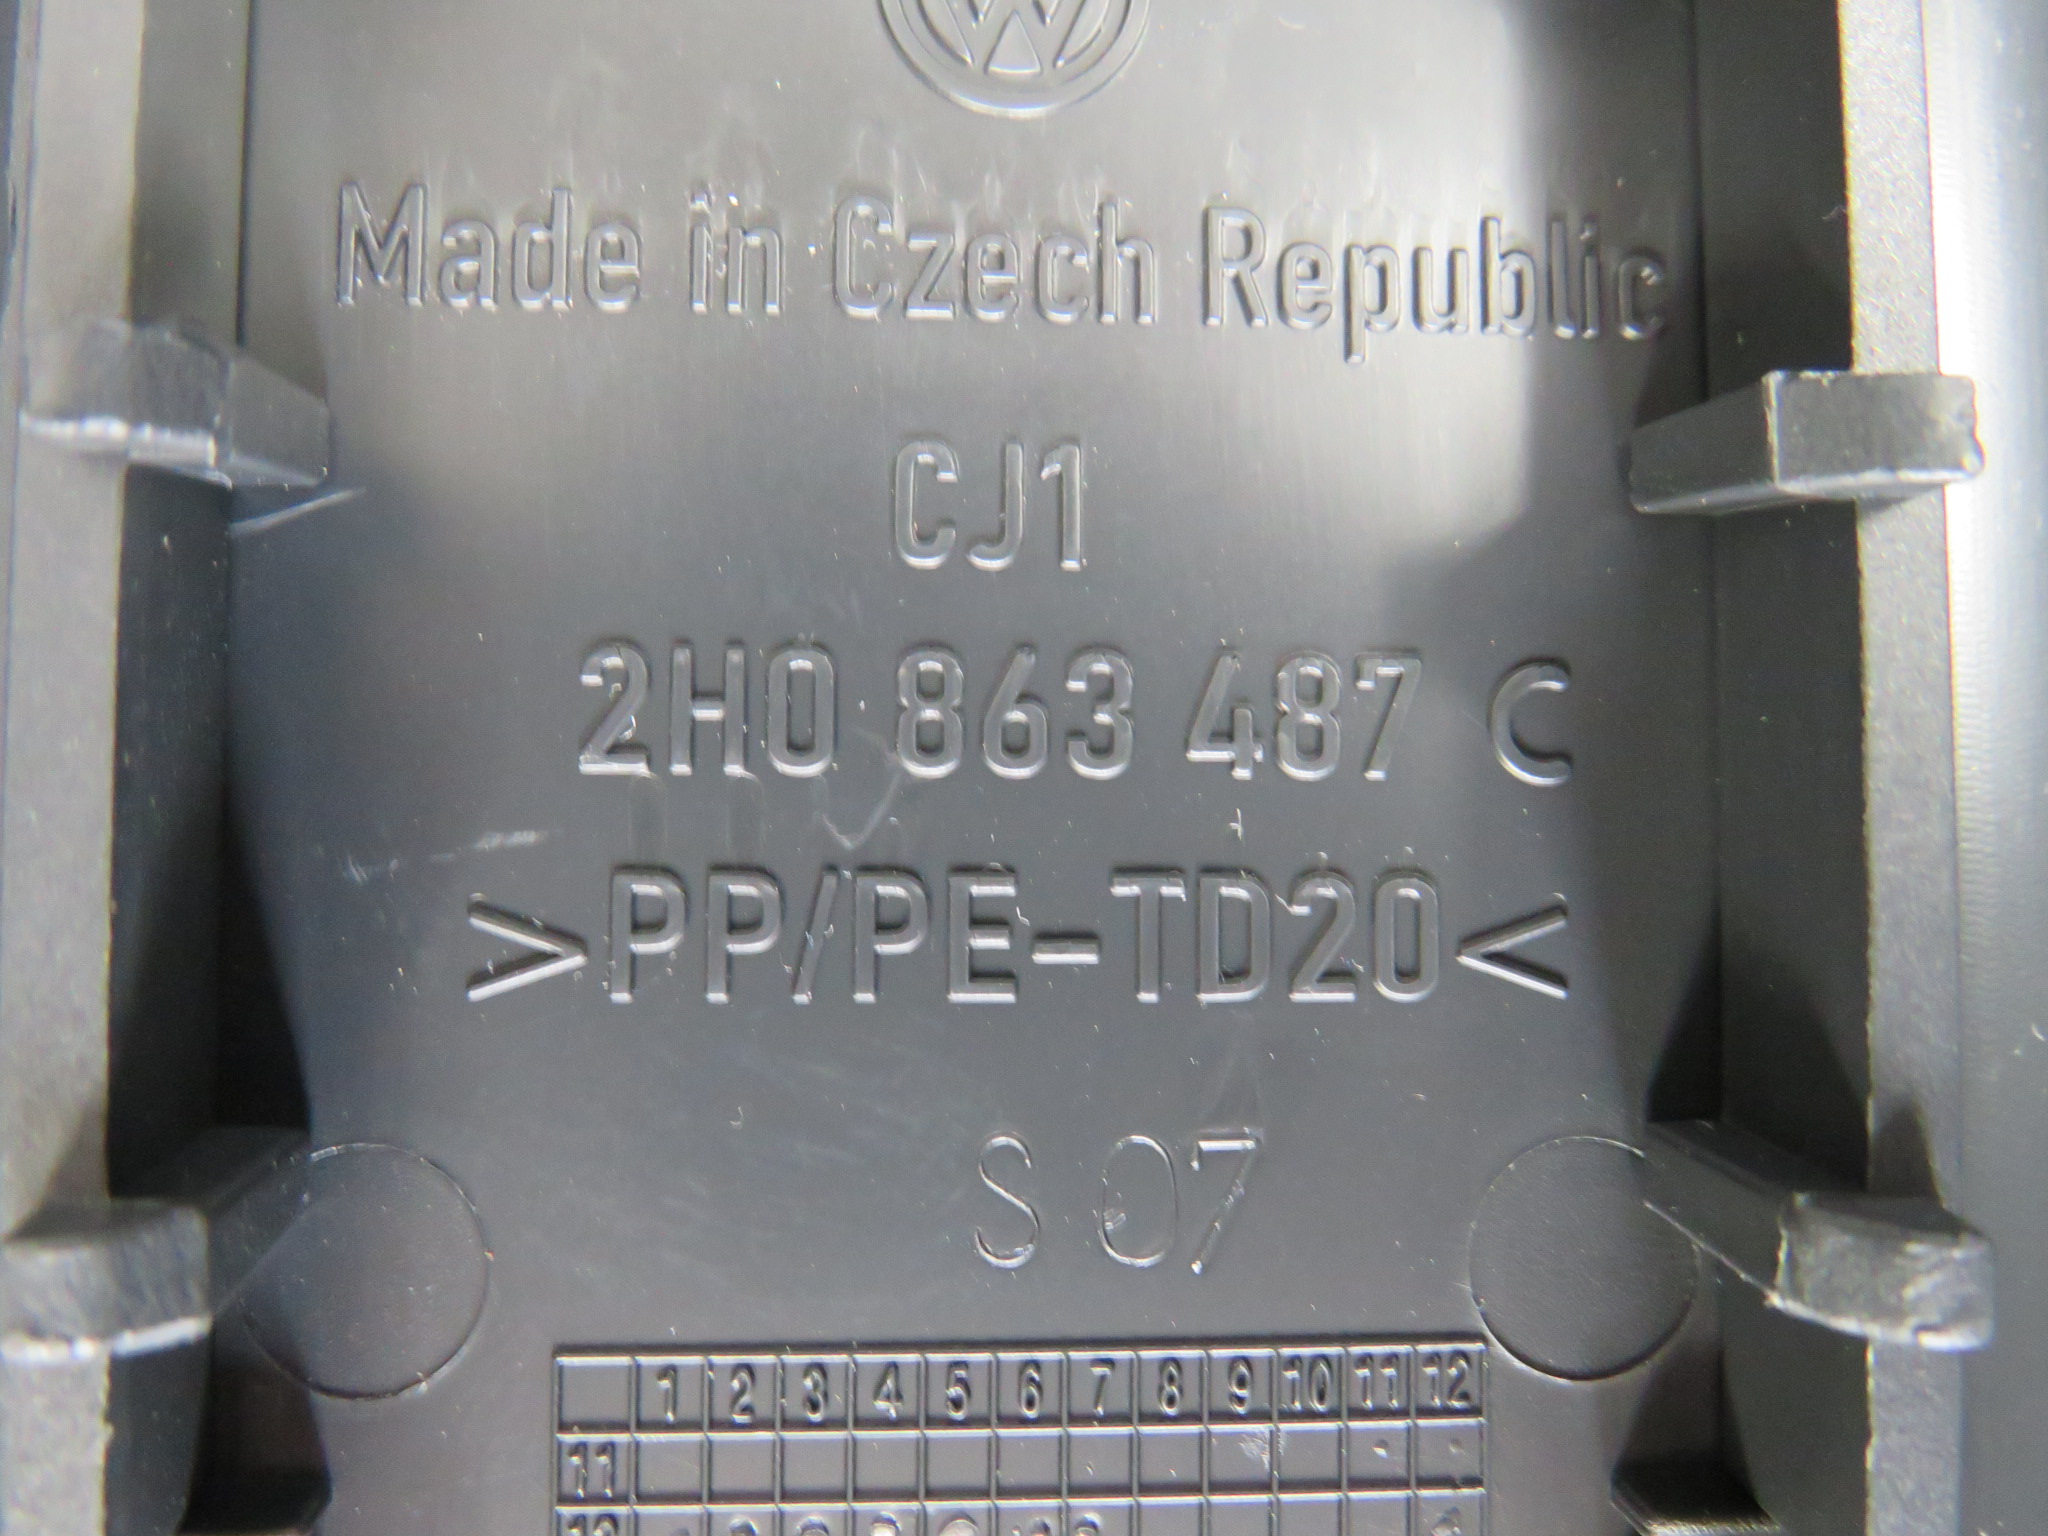 Made in Czech Republic
CJ1
2H0 863 487 C
>PP/PE-TD20<
S 07
1 2 3 4 5 6 7 8 9 10 11 12
11